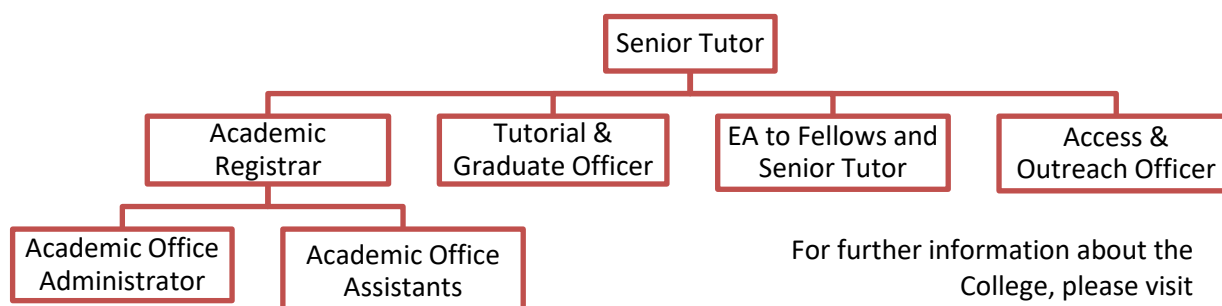 Senior Tutor
Academic
Registrar
Tutorial &
Graduate Officer
EA to Fellows and
Senior Tutor
Access &
Outreach Officer
Academic Office
Administrator
Academic Office
Assistants
For further information about the
College, please visit